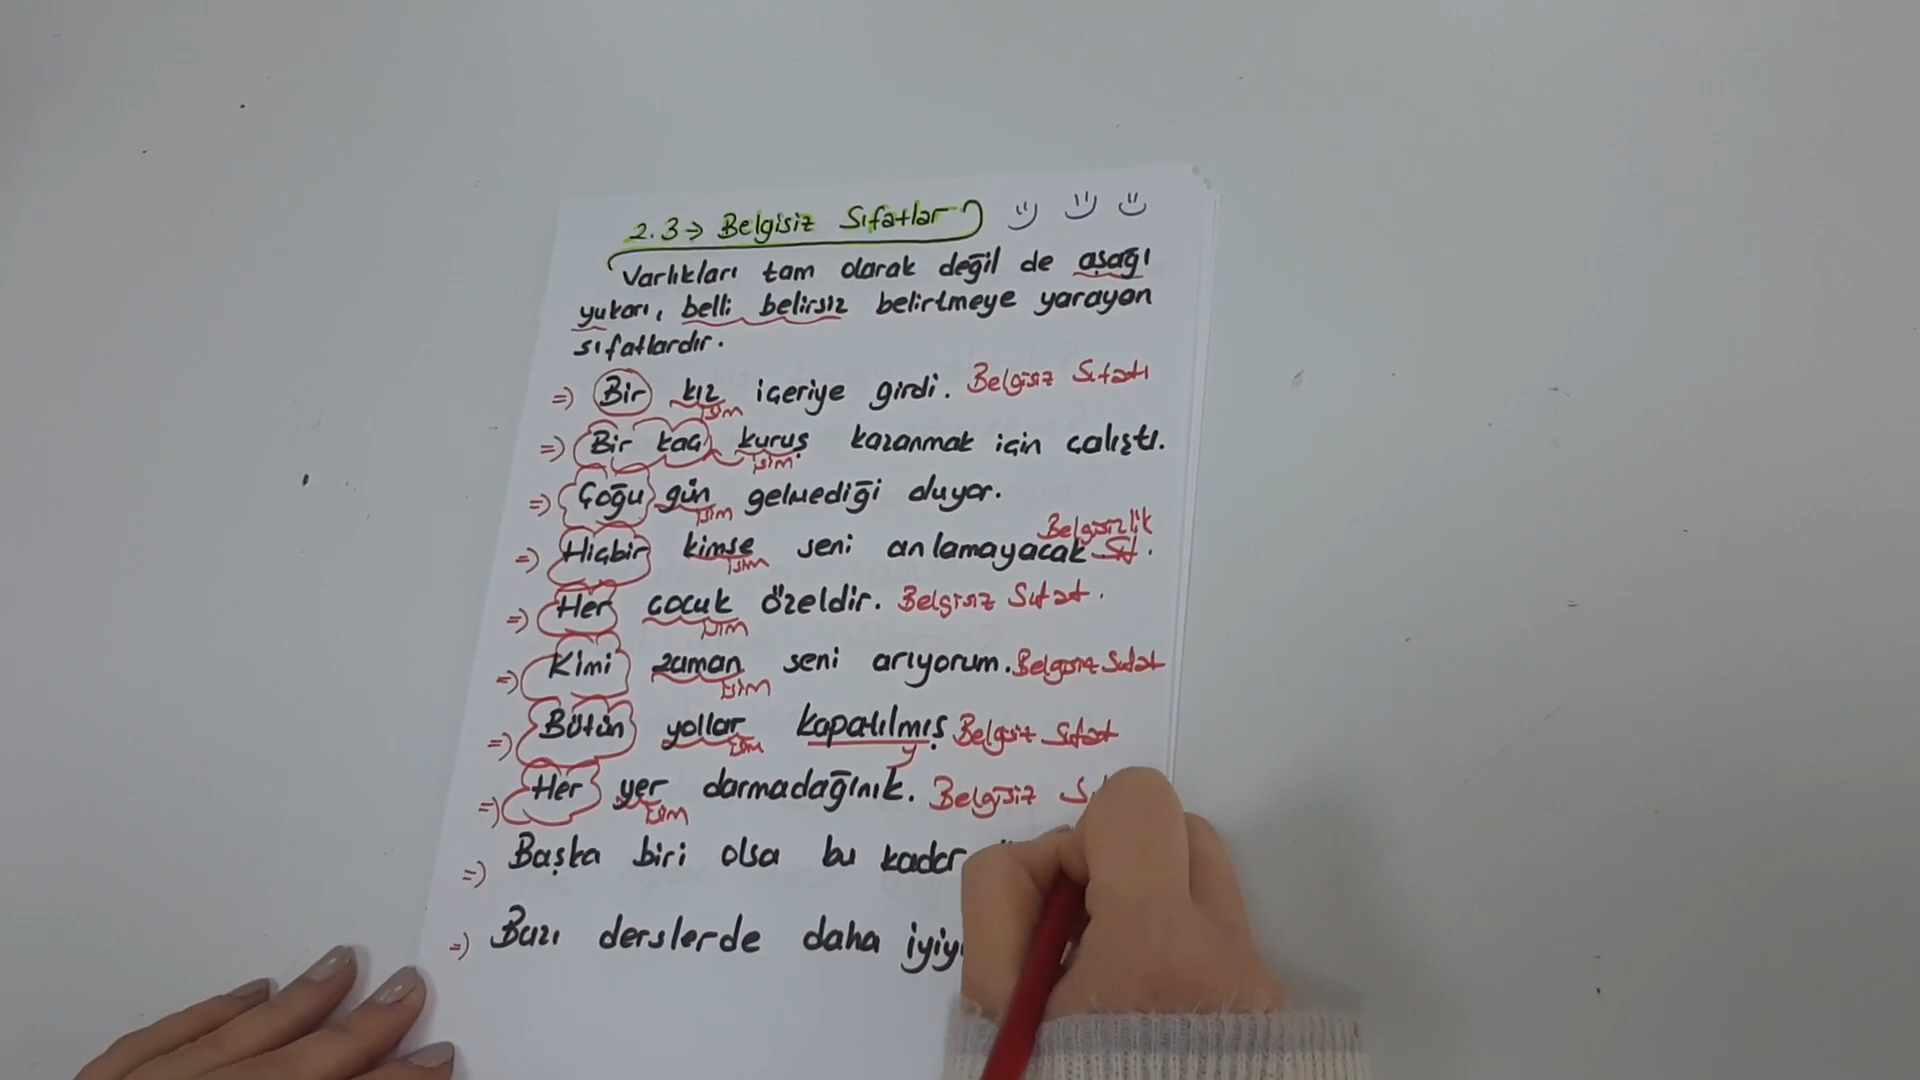 2.3→ Belgisiz Sıfatlar
Varlıkları tam olarak değil de aşağı
yukarı, belli belirsiz belirtmeye yarayan
sıfatlardır.
=) Bir kız içeriye girdi. Belgisiz Sıfatı
isim
=) Bir kaç kuruş kazanmak için çalıştı.
isim
=) Çoğu gün gelmediği oluyor.
isim
Belgisizlik
=) Hiçbir kimse seni anlamayacak Sıf.
isim
=) Her çocuk özeldir. Belgisiz Sıfat.
isim
=) Kimi zaman seni arıyorum. Belgisiz Sıfat
isim
=) Bütün yollar kapatılmış Belgisiz Sıfat
isim y
=) Her yer darmadağınık. Belgisiz
isim
=) Başka biri olsa bu kadar
=) Bazı derslerde daha